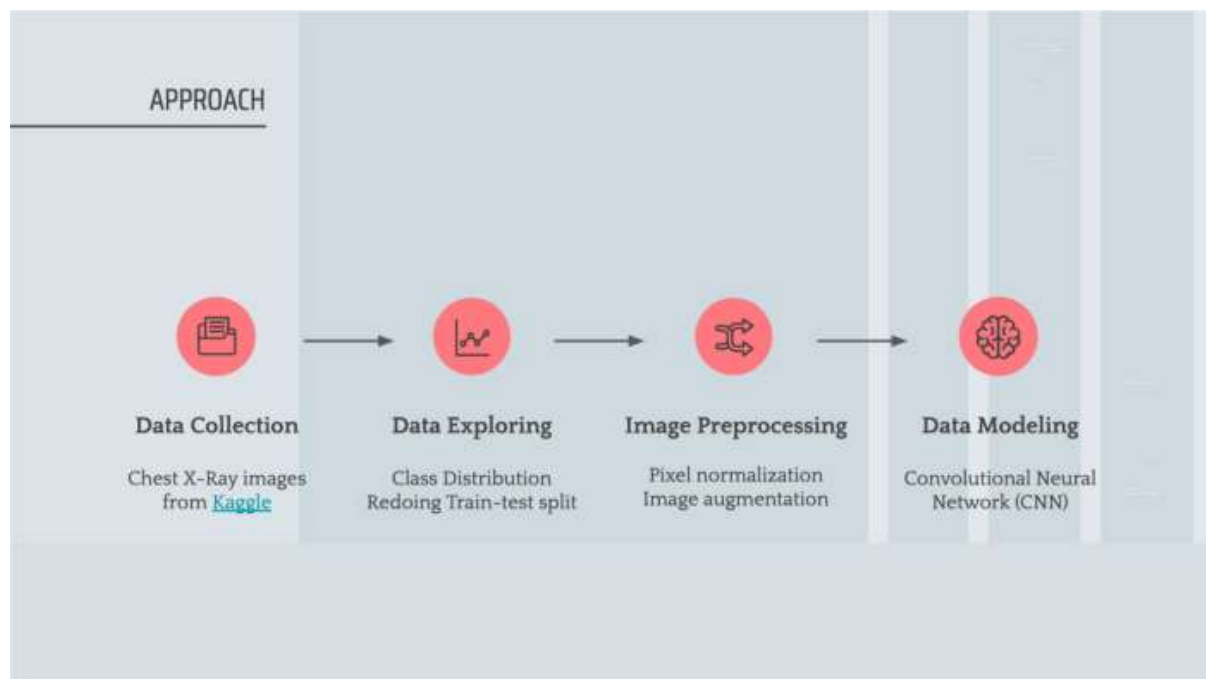 APPROACH
Data Collection
Chest X-Ray images
from Kaggle
Data Exploring
Class Distribution
Redoing Train-test split
Image Preprocessing
Pixel normalization
Image augmentation
Data Modeling
Convolutional Neural
Network (CNN)